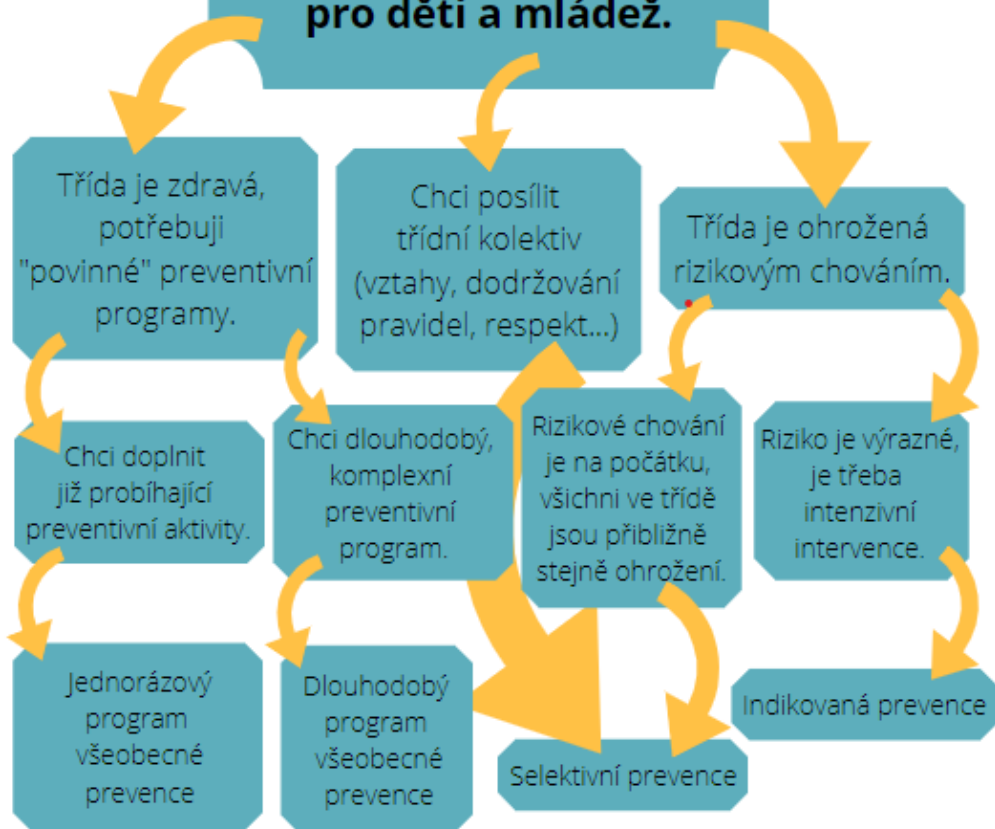 pro děti a mládež.
Třída je zdravá,
potřebuji
"povinné" preventivní
programy.
Chci posílit
třídní kolektiv
(vztahy, dodržování
pravidel, respekt...)
Třída je ohrožená
rizikovým chováním.
Chci doplnit
již probíhající
preventivní aktivity.
Chci dlouhodobý,
komplexní
preventivní
program.
Rizikové chování
je na počátku,
všichni ve třídě
jsou přibližně
stejně ohrožení.
Riziko je výrazné,
je třeba
intenzivní
intervence.
Jednorázový
program
všeobecné
prevence
Dlouhodobý
program
všeobecné
prevence
Selektivní prevence
Indikovaná prevence